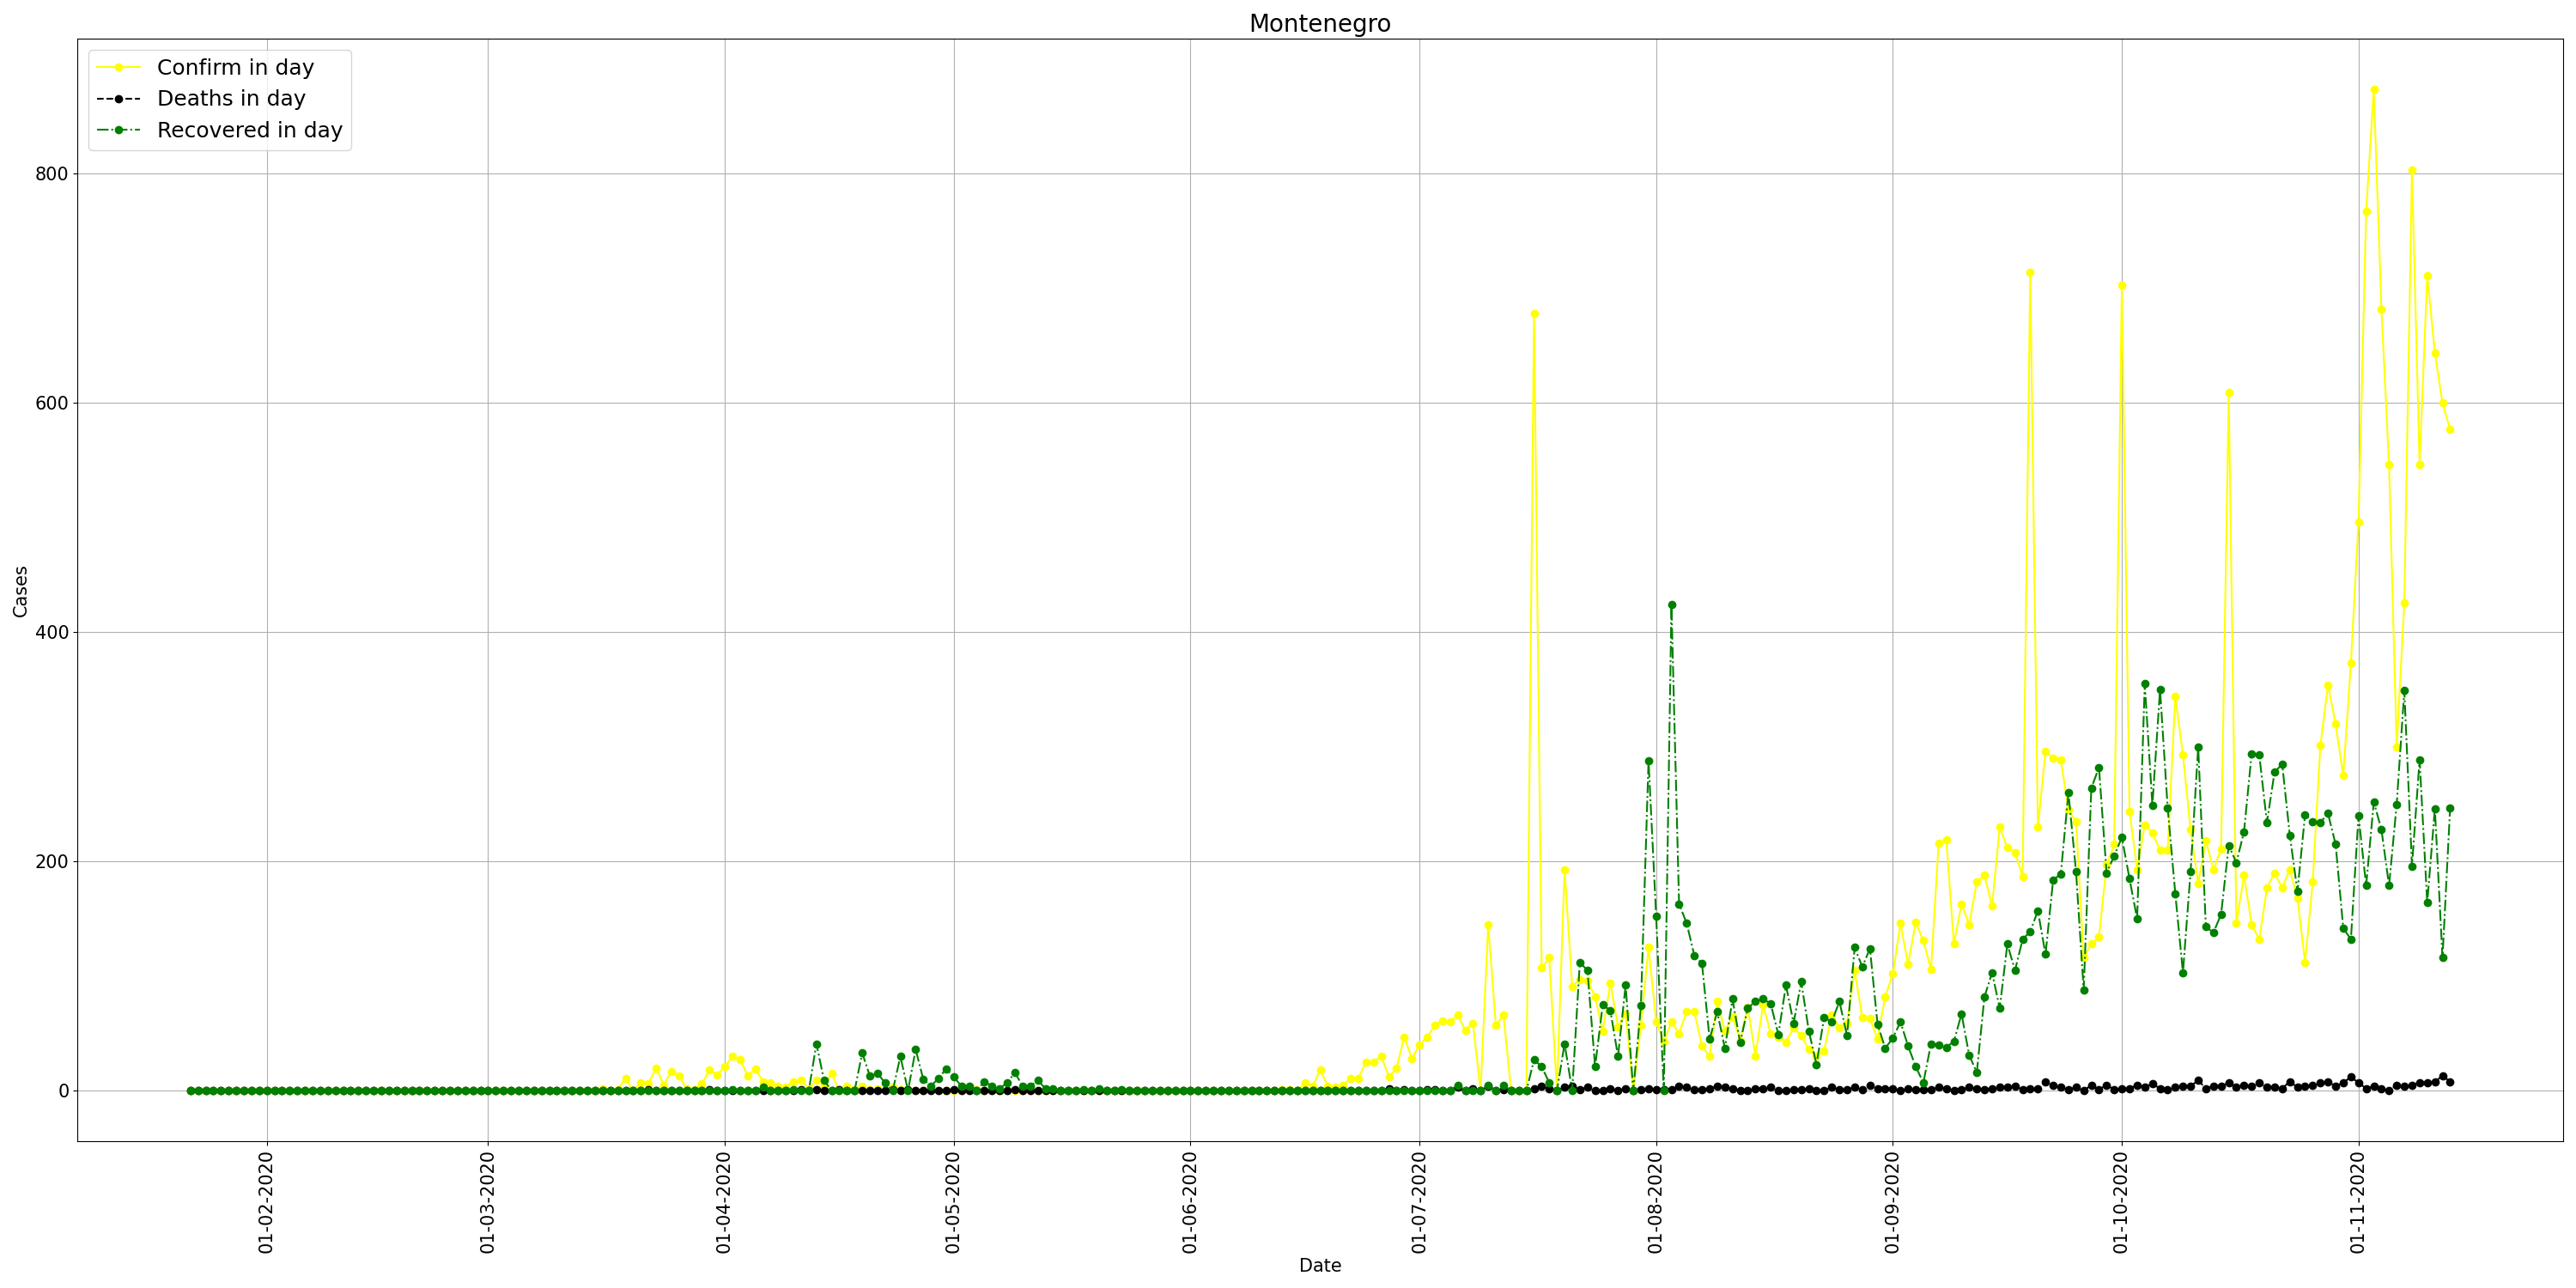 Montenegro
Confirm in day
Deaths in day
Recovered in day
800
600
400
200
0
Cases
01-02-2020
01-03-2020
01-04-2020
01-05-2020
01-06-2020
01-07-2020
01-08-2020
01-09-2020
01-10-2020
01-11-2020
Date